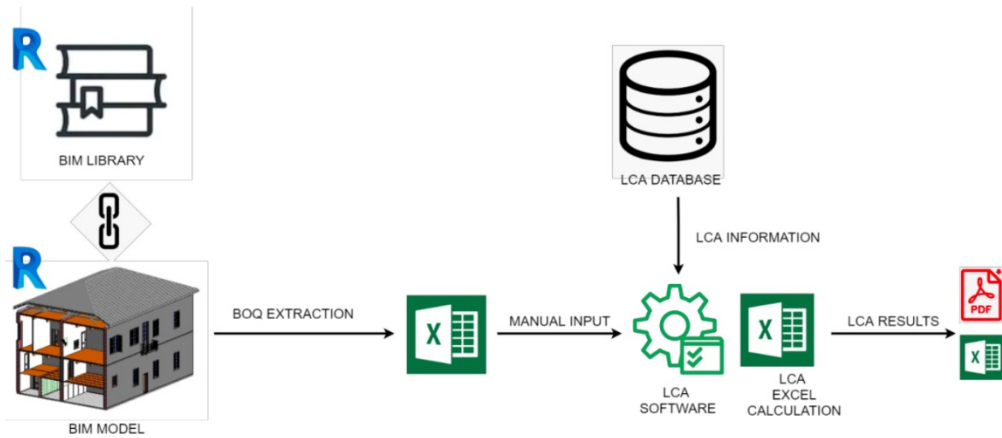 R
BIM LIBRARY
LCA DATABASE
LCA INFORMATION
R
BOQ EXTRACTION
X
MANUAL INPUT
X
LCA RESULTS
PDF
X
LCA
SOFTWARE
LCA
EXCEL
CALCULATION
BIM MODEL